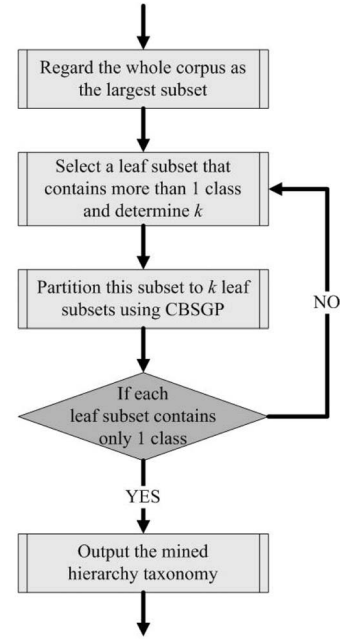 Regard the whole corpus as
the largest subset
Select a leaf subset that
contains more than 1 class
and determine k
Partition this subset to k leaf
subsets using CBSGP
NO
If each
leaf subset contains
only 1 class
YES
Output the mined
hierarchy taxonomy